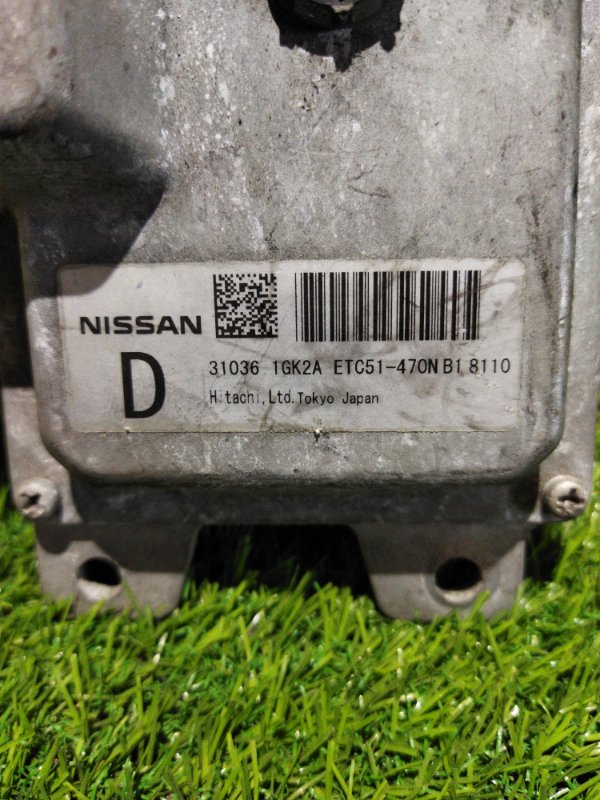 NISSAN
D
31036 1GK2A ETC51-470N B1 8110
Hitachi,Ltd.Tokyo Japan